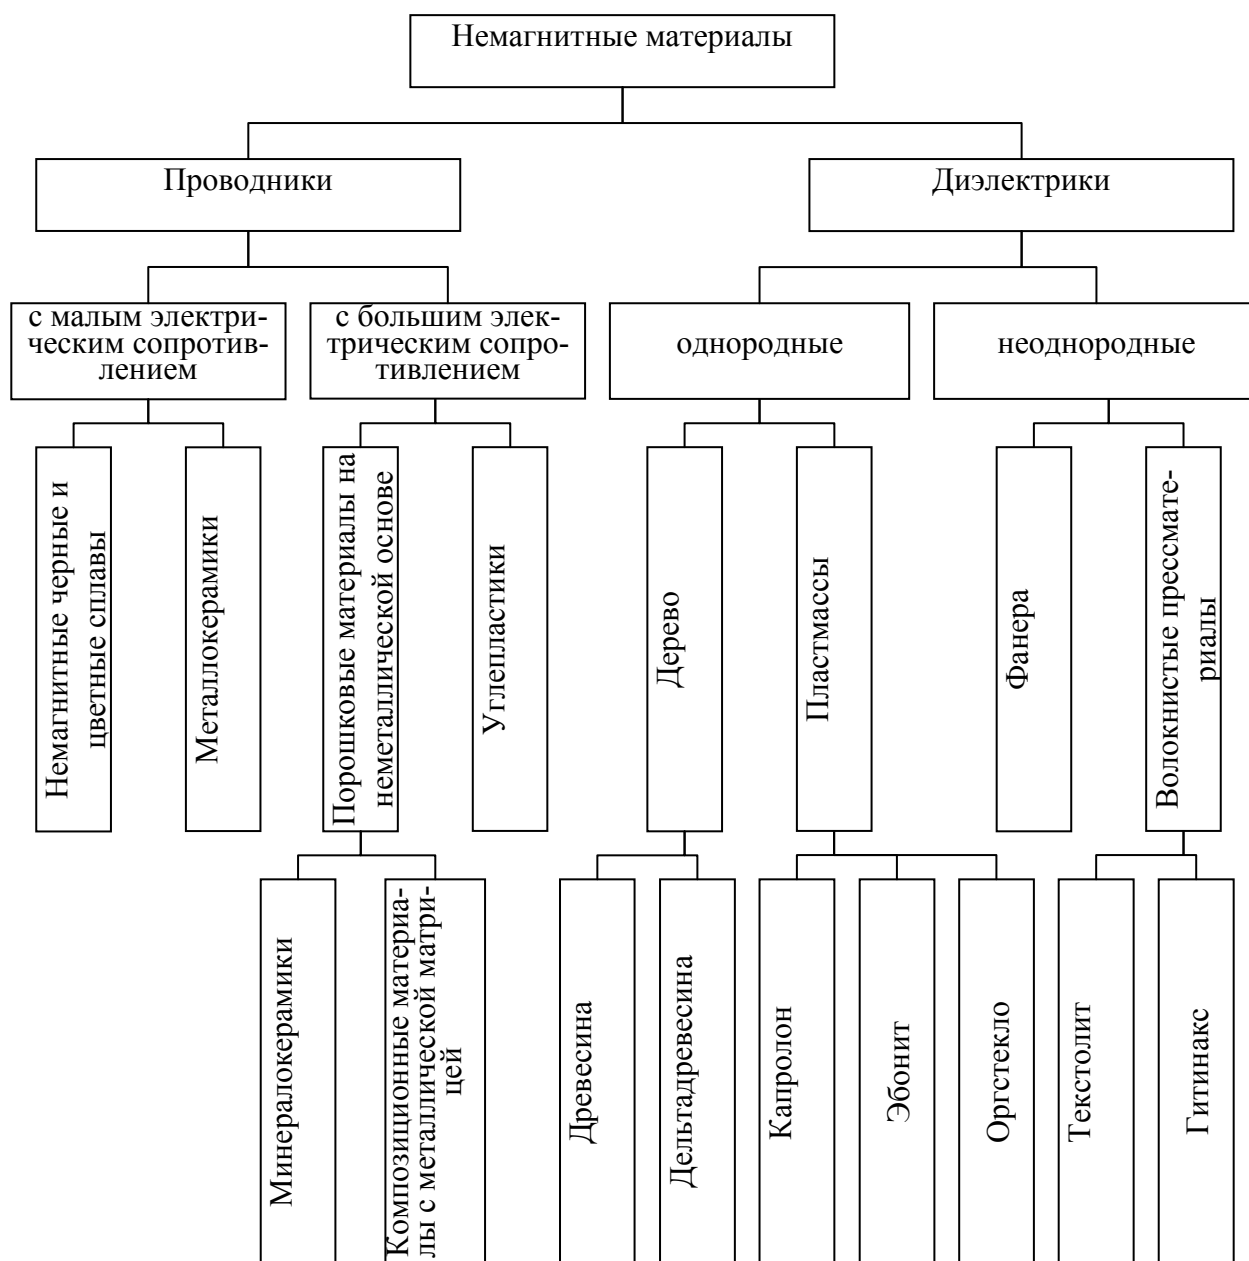 Немагнитные материалы
Проводники
Диэлектрики
с малым электри-
ческим сопротив-
лением
с большим элек-
трическим сопро-
тивлением
однородные
неоднородные
Немагнитные черные и
цветные сплавы
Металлокерамики
Порошковые материалы на
неметаллической основе
Углепластики
Дерево
Пластмассы
Фанера
Волокнистые прессмате-
риалы
Минералокерамики
Композиционные материа-
лы с металлической матри-
цей
Древесина
Дельтадревесина
Капролон
Эбонит
Оргстекло
Текстолит
Гитинакс